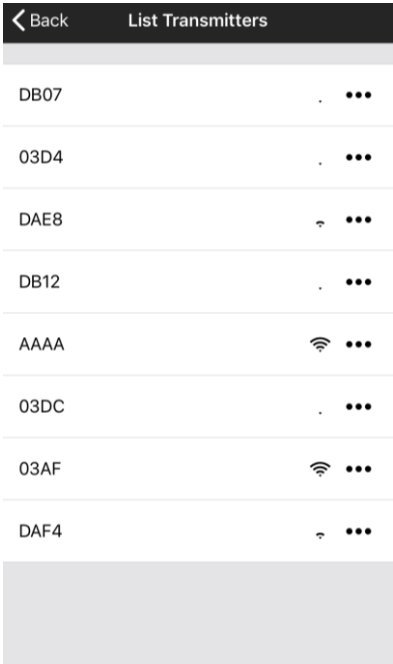 Back List Transmitters
DB07
03D4
DAE8
DB12
AAAA
03DC
03AF
DAF4